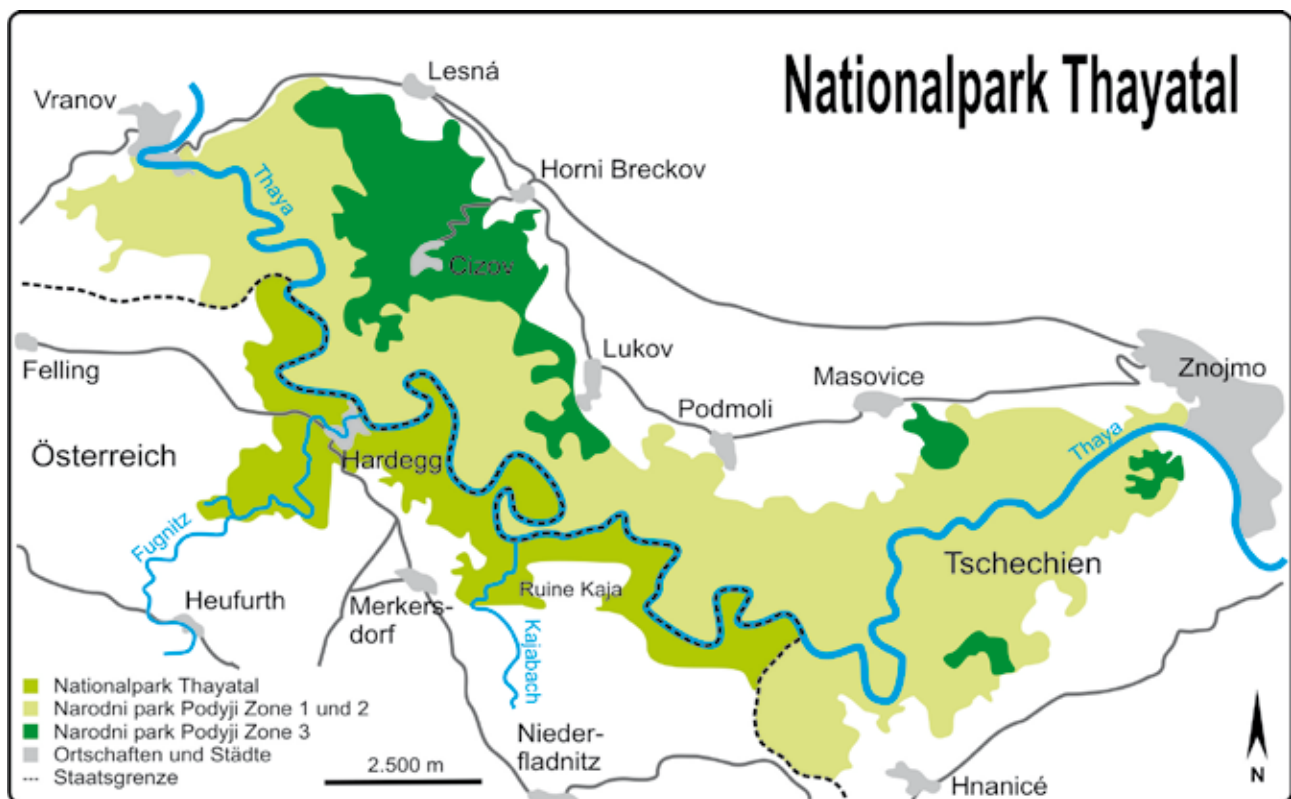 Nationalpark Thayatal
Lesná
Vranov
Horni Breckov
Thaya
Cizov
Felling
Lukov
Masovice
Znojmo
Podmoli
Österreich
Hardegg
Thaya
Fugnitz
Tschechien
Heufurth
Merkers-
dorf
Ruine Kaja
Kajabach
Nationalpark Thayatal
Narodni park Podyji Zone 1 und 2
Narodni park Podyji Zone 3
Ortschaften und Städte
Staatsgrenze
2.500 m
Nieder-
fladnitz
Hnanicé
N